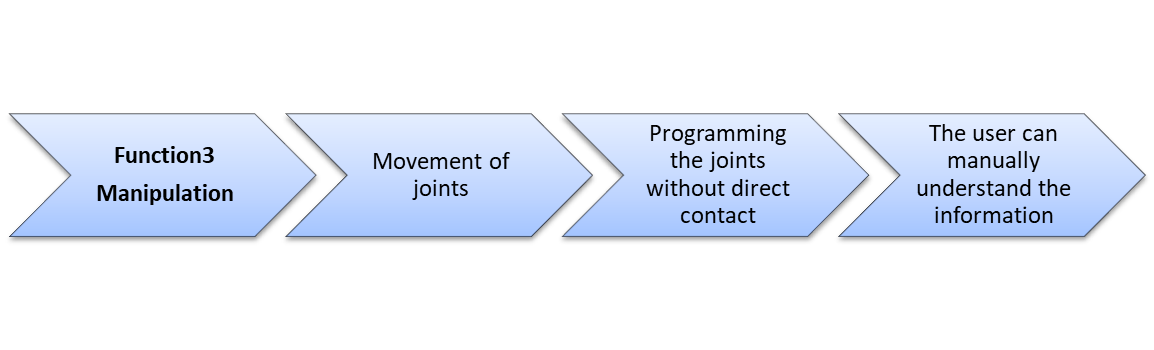 Function3
Manipulation
Movement of
joints
Programming
the joints
without direct
contact
The user can
manually
understand the
information